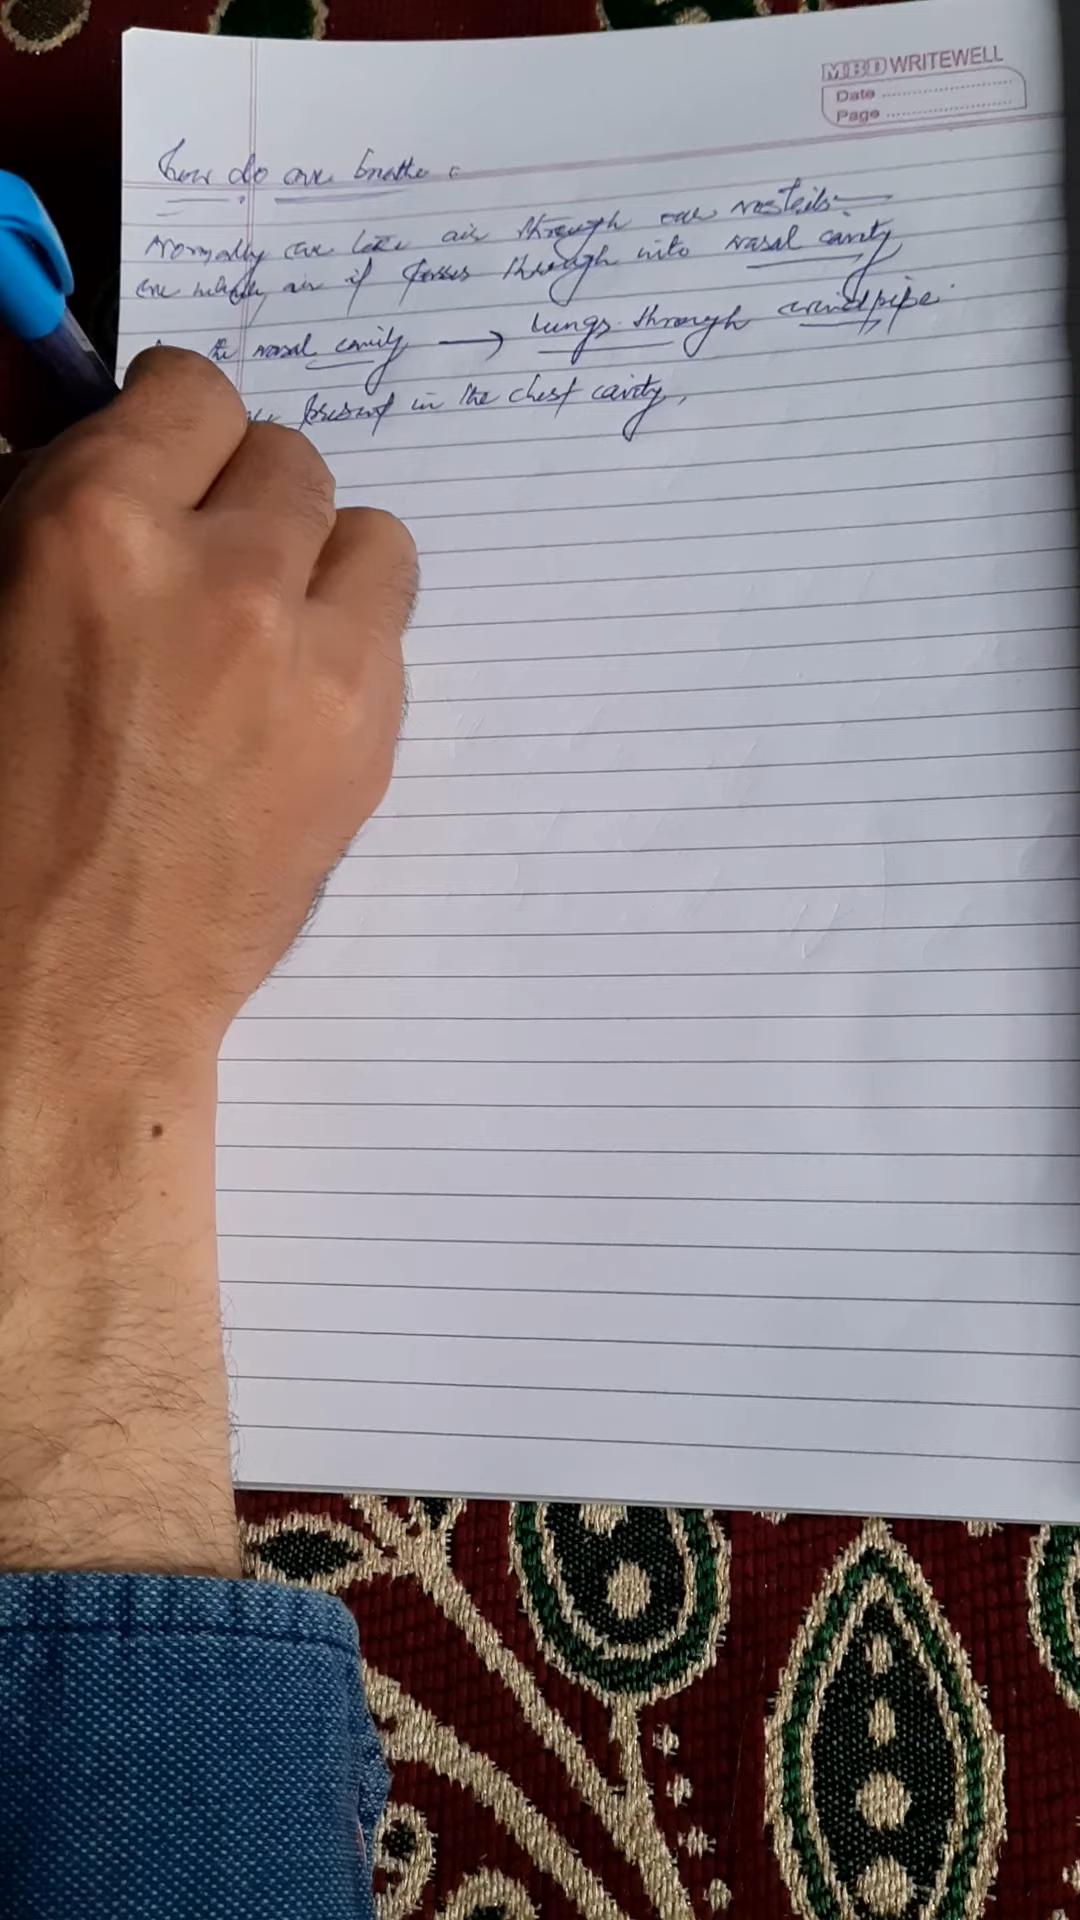 MBD WRITEWELL
Date
Page
how do we breathe :
Normally we take air through our nostrils.
we inhale air it passes through into nasal cavity
the nasal cavity → lungs through windpipe.
present in the chest cavity,